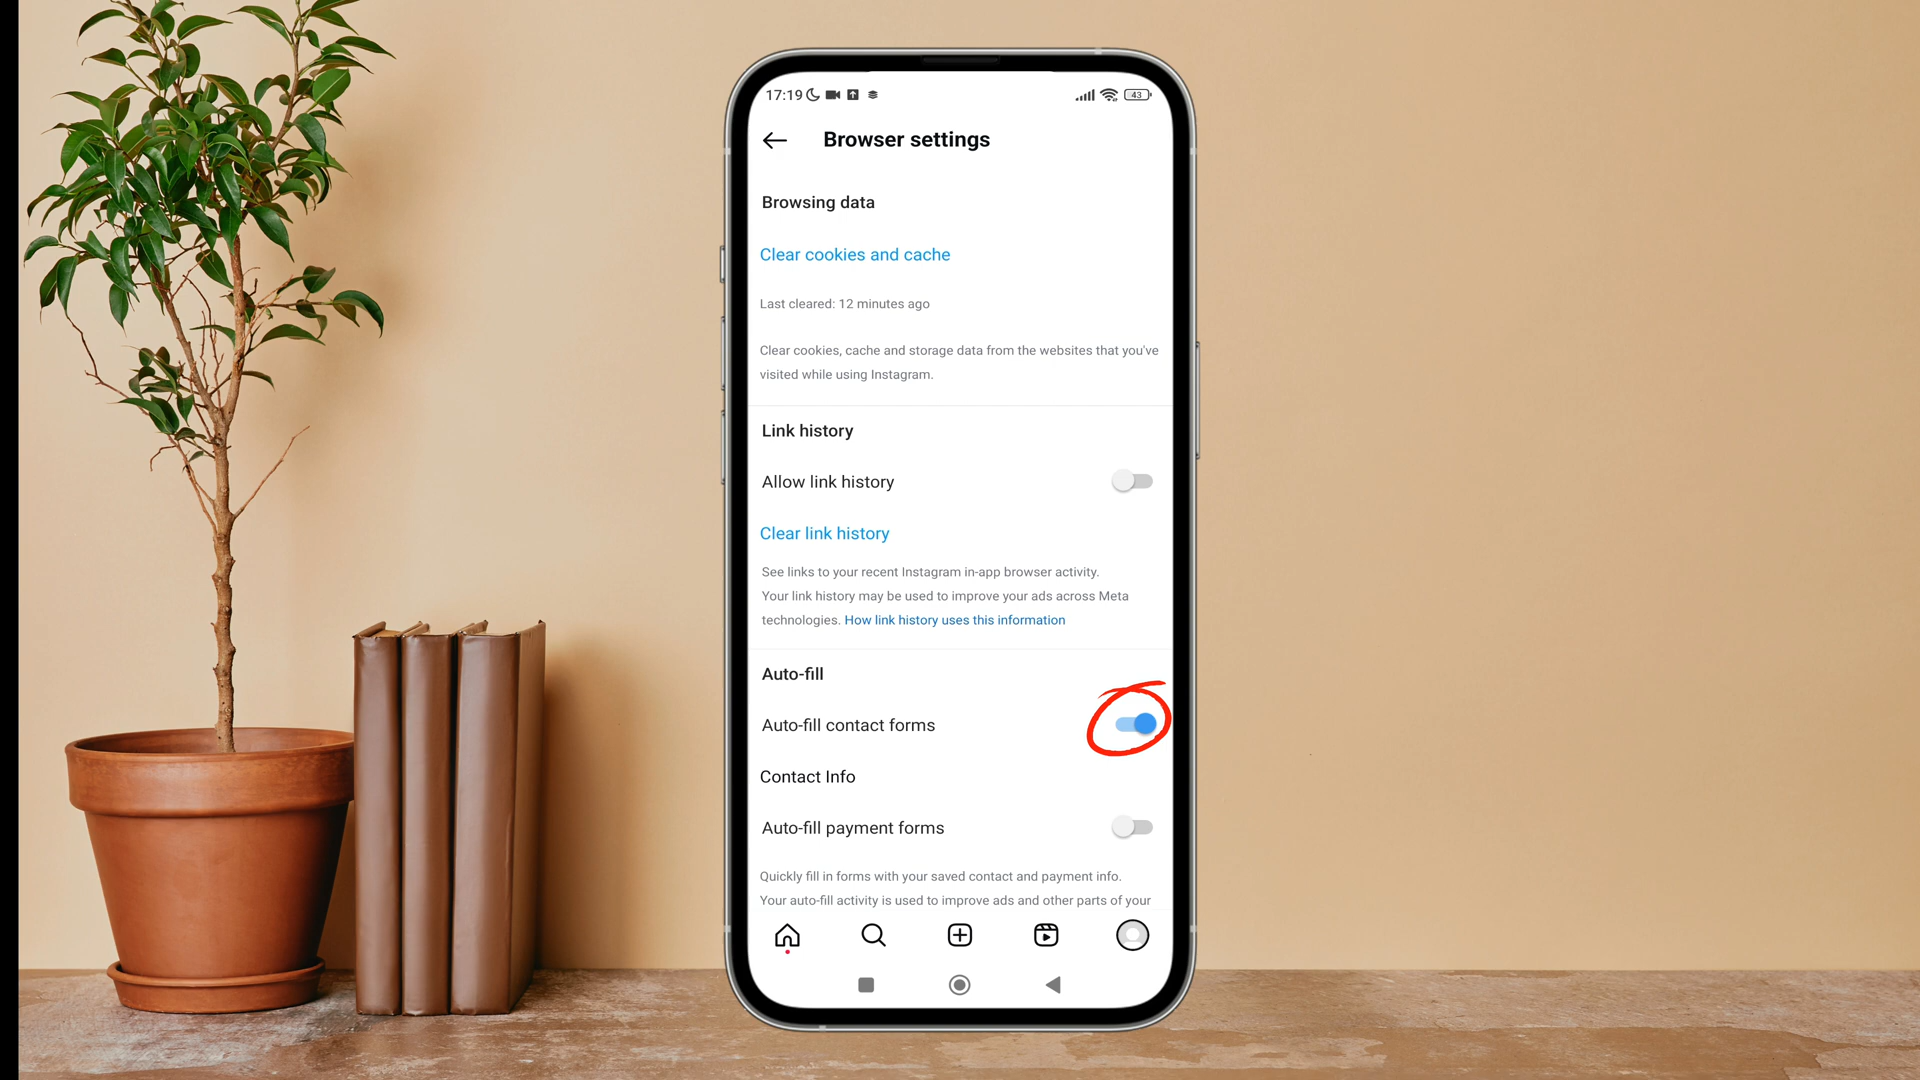 17:19
43
Browser settings
Browsing data
Clear cookies and cache
Last cleared: 12 minutes ago
Clear cookies, cache and storage data from the websites that you've
visited while using Instagram.
Link history
Allow link history
Clear link history
See links to your recent Instagram in-app browser activity.
Your link history may be used to improve your ads across Meta
technologies. How link history uses this information
Auto-fill
Auto-fill contact forms
Contact Info
Auto-fill payment forms
Quickly fill in forms with your saved contact and payment info.
Your auto-fill activity is used to improve ads and other parts of your